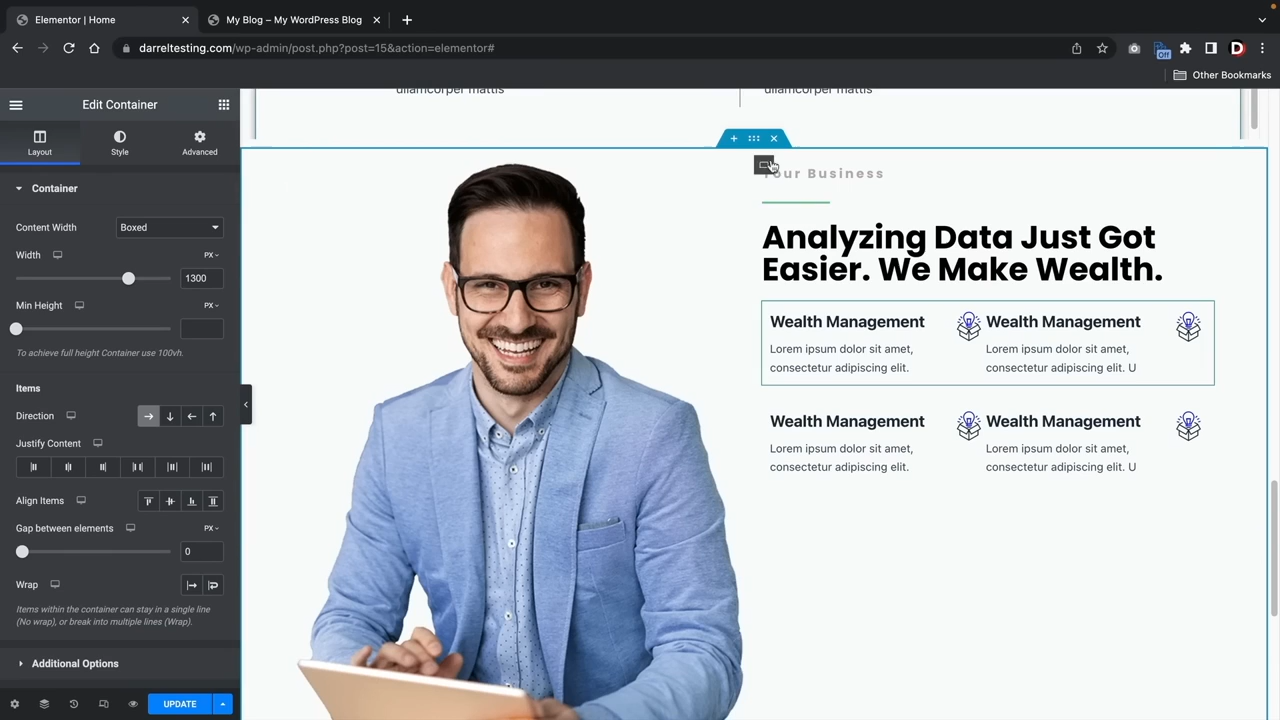 Elementor | Home
My Blog – My WordPress Blog
darreltesting.com/wp-admin/post.php?post=15&action=elementor#
Off
D
Other Bookmarks
Edit Container
Layout
Style
Advanced
Container
Content Width
Boxed
Width
PX
1300
Min Height
PX
To achieve full height Container use 100vh.
Items
Direction
Justify Content
Align Items
Gap between elements
PX
0
Wrap
Items within the container can stay in a single line
(No wrap), or break into multiple lines (Wrap).
Additional Options
UPDATE
ullamcorper mattis
ullamcorper mattis
Your Business
Analyzing Data Just Got
Easier. We Make Wealth.
Wealth Management
Lorem ipsum dolor sit amet,
consectetur adipiscing elit.
Wealth Management
Lorem ipsum dolor sit amet,
consectetur adipiscing elit. U
Wealth Management
Lorem ipsum dolor sit amet,
consectetur adipiscing elit.
Wealth Management
Lorem ipsum dolor sit amet,
consectetur adipiscing elit. U